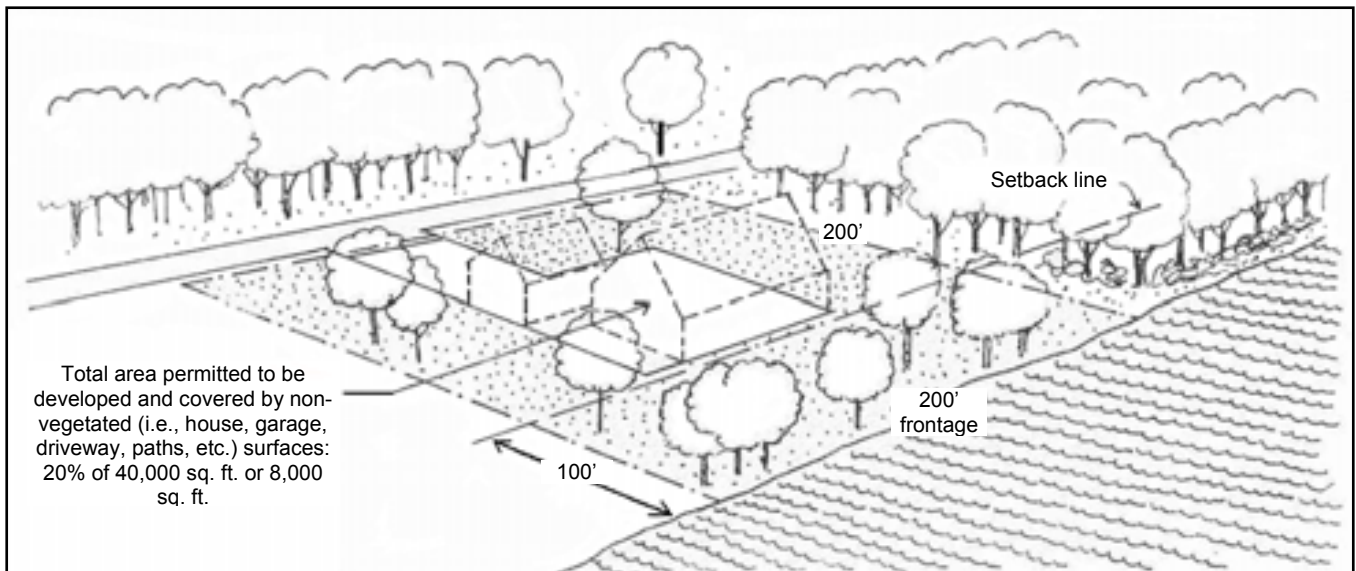 Setback line
200'
Total area permitted to be
developed and covered by non-
vegetated (i.e., house, garage,
driveway, paths, etc.) surfaces:
20% of 40,000 sq. ft. or 8,000
sq. ft.
200'
frontage
100'